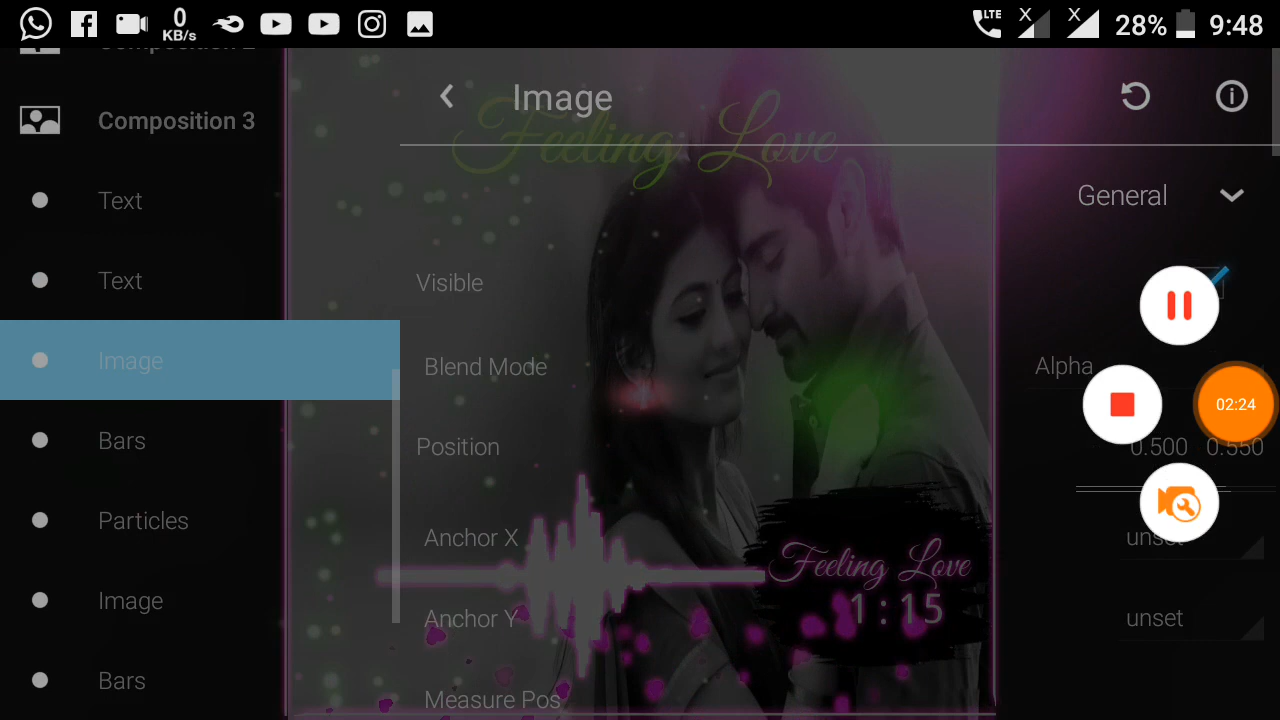 0
KB/s
LTE
X
X
28%
9:48
Composition 2
Composition 3
Text
Text
Image
Bars
Particles
Image
Bars
Image
Feeling Love
General
Visible
Blend Mode
Alpha
02:24
Position
0.500
0.550
Anchor X
unset
Anchor Y
unset
Measure Pos
Feeling Love
1 : 15